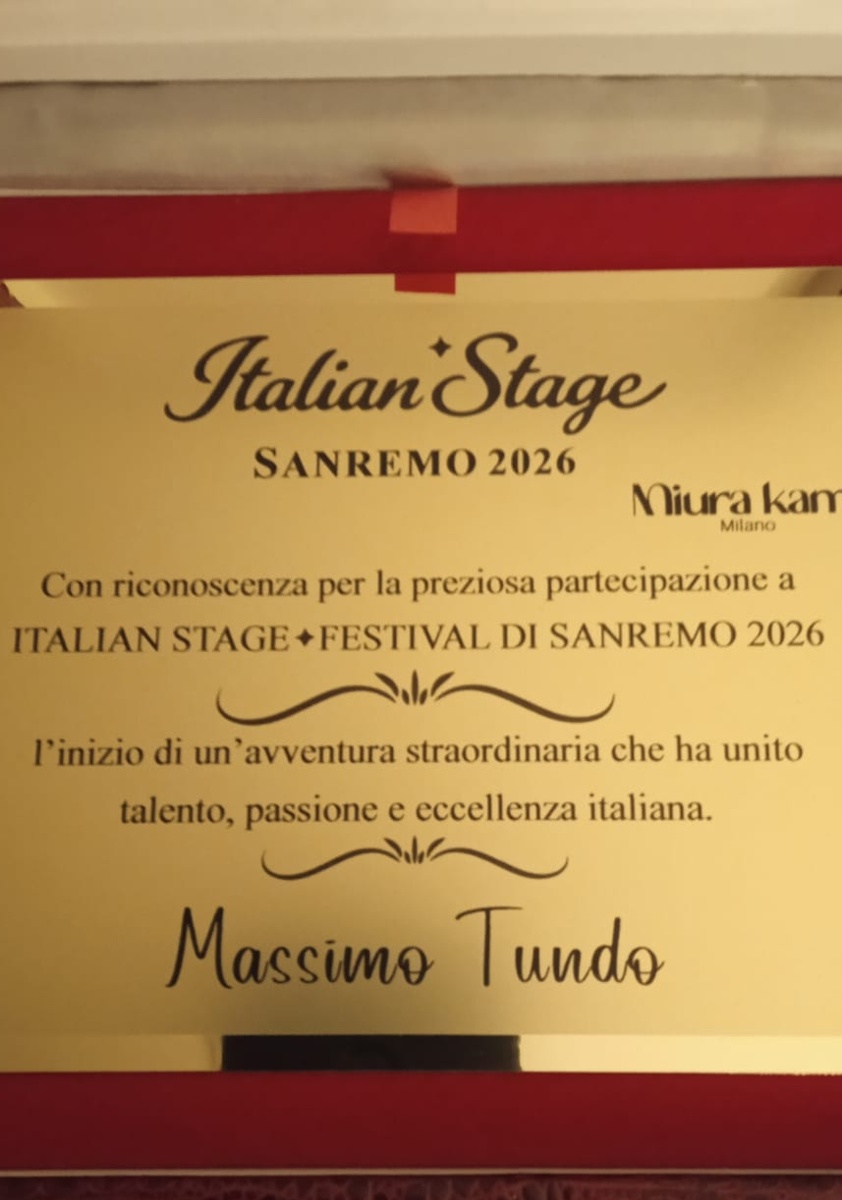 Italian Stage
SANREMO 2026
Miura kam
Milano
Con riconoscenza per la preziosa partecipazione a
ITALIAN STAGE✦FESTIVAL DI SANREMO 2026
l’inizio di un’avventura straordinaria che ha unito
talento, passione e eccellenza italiana.
Massimo Tundo